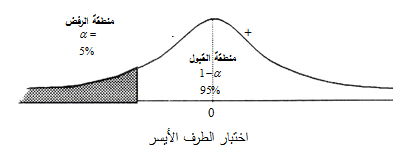 منطقة الرفض
α =
5%
+
منطقة القبول
1−α
95%
0
اختبار الطرف الأيسر